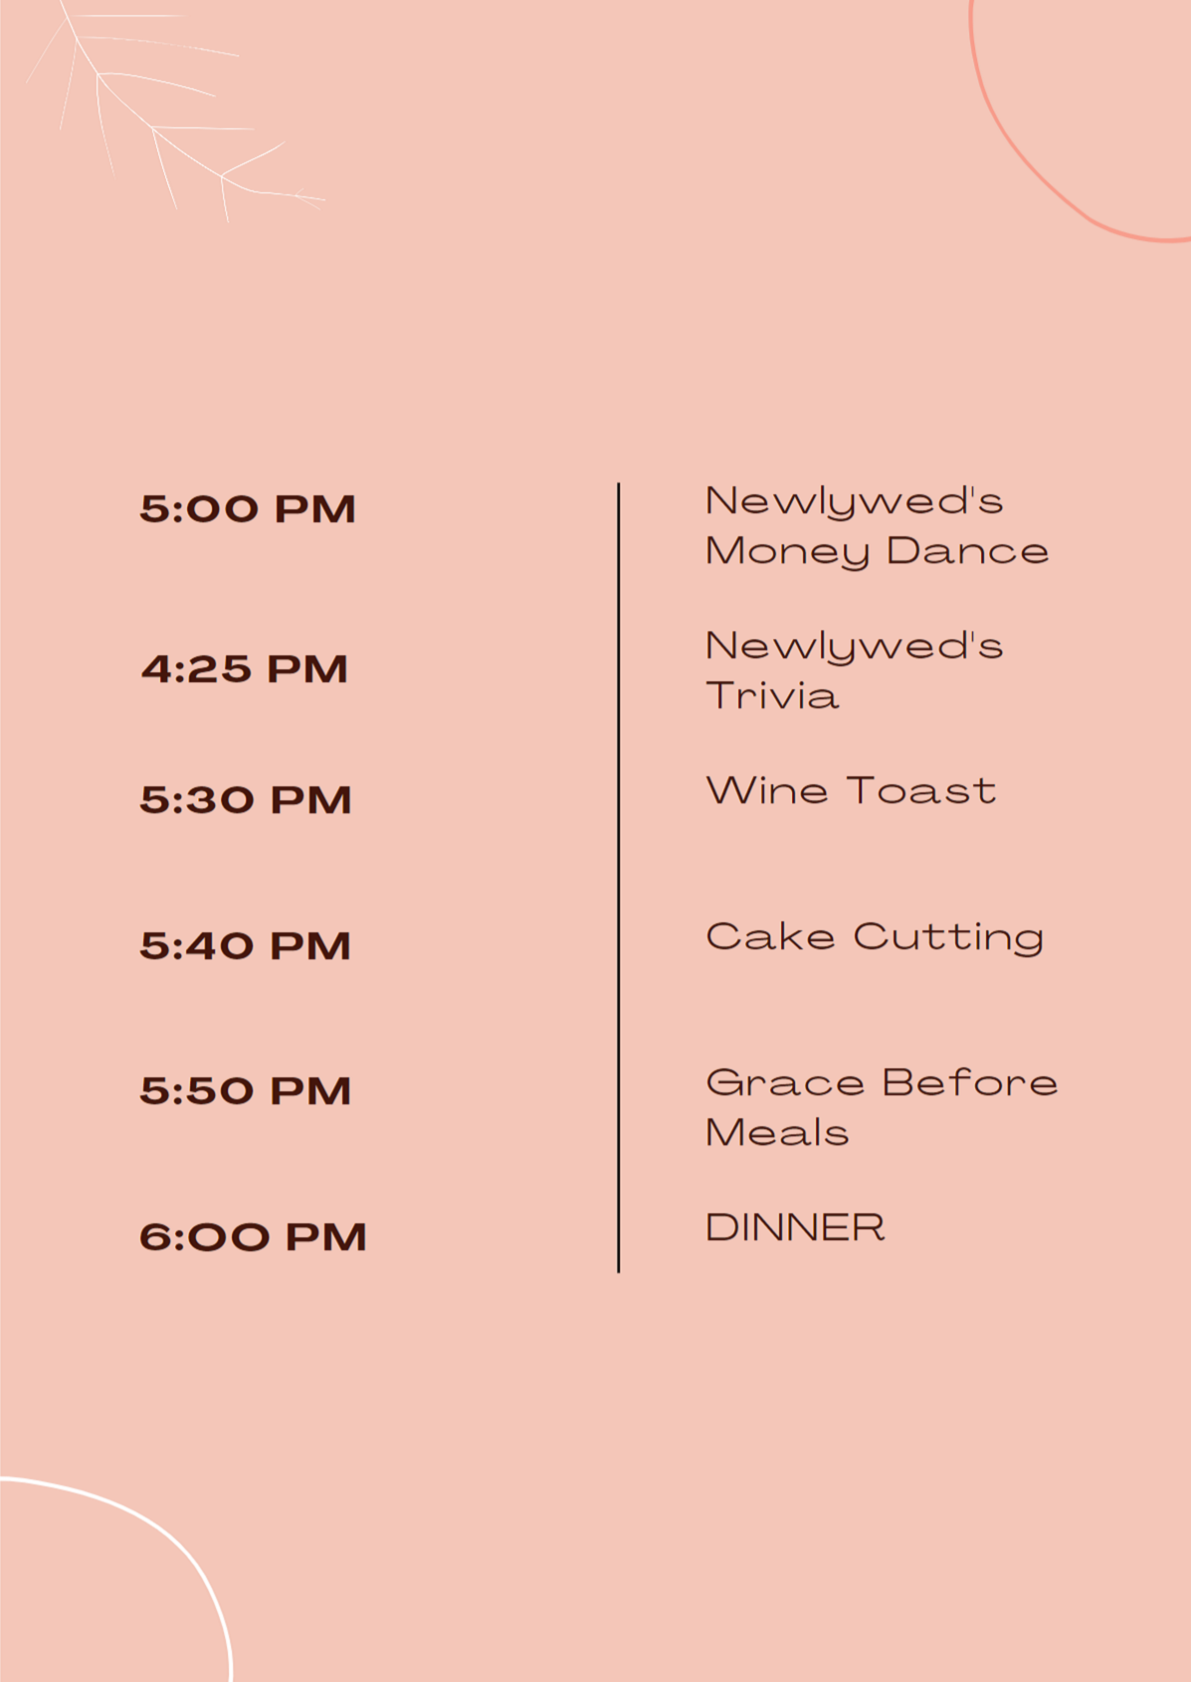 5:00 PM
Newlywed's
Money Dance
4:25 PM
Newlywed's
Trivia
5:30 PM
Wine Toast
5:40 PM
Cake Cutting
5:50 PM
Grace Before
Meals
6:00 PM
DINNER